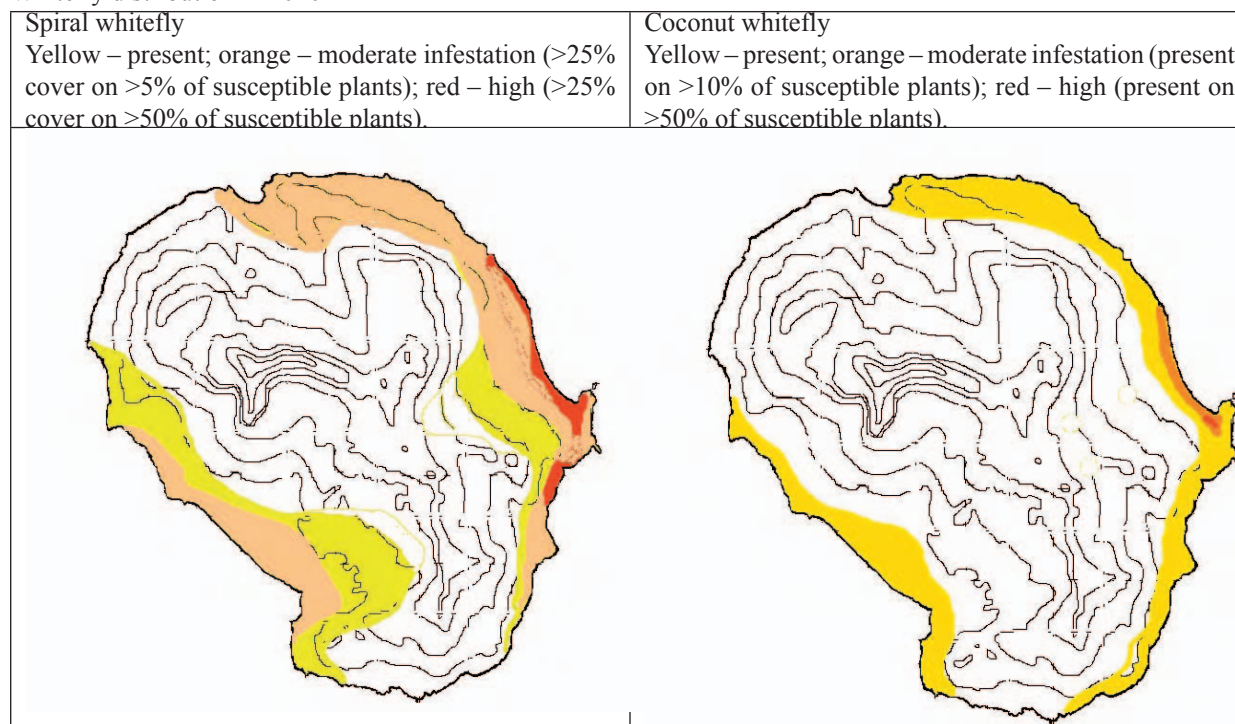 distribution
Spiral whitefly
Yellow – present; orange – moderate infestation (>25%
cover on >5% of susceptible plants); red – high (>25%
cover on >50% of susceptible plants).
Coconut whitefly
Yellow – present; orange – moderate infestation (present
on >10% of susceptible plants); red – high (present on
>50% of susceptible plants).